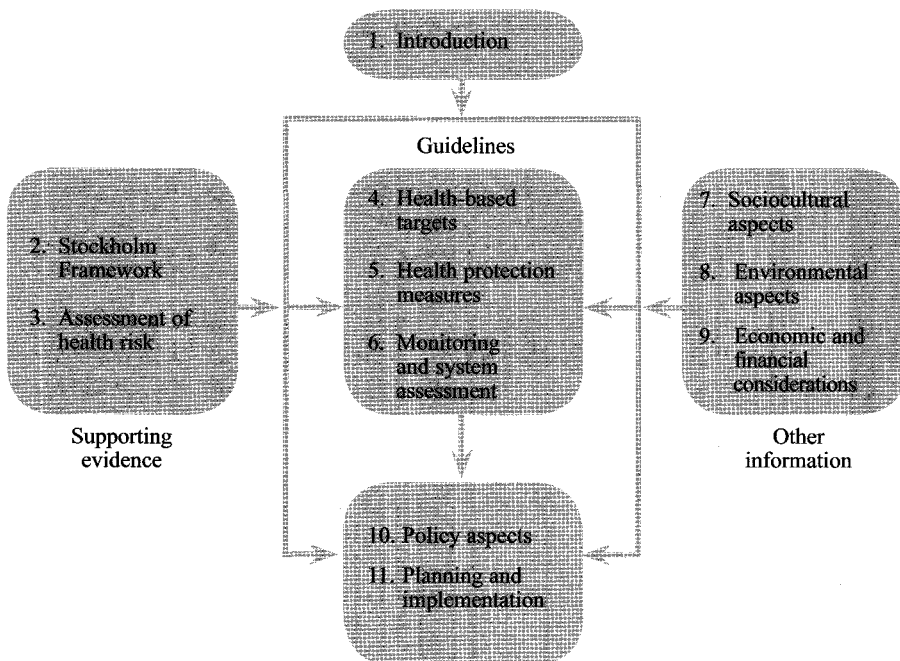 1. Introduction
Guidelines
2. Stockholm
Framework
3. Assessment of
health risk
Supporting
evidence
4. Health-based
targets
5. Health protection
measures
6. Monitoring
and system
assessment
7. Sociocultural
aspects
8. Environmental
aspects
9. Economic and
financial
considerations
Other
information
10. Policy aspects
11. Planning and
implementation